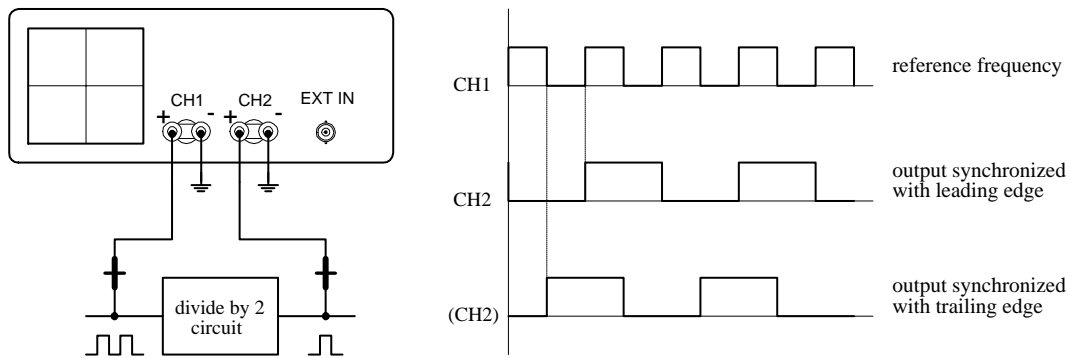 CH1
CH2
EXT IN
+
-
+
-
divide by 2
circuit
CH1
reference frequency
CH2
output synchronized
with leading edge
(CH2)
output synchronized
with trailing edge